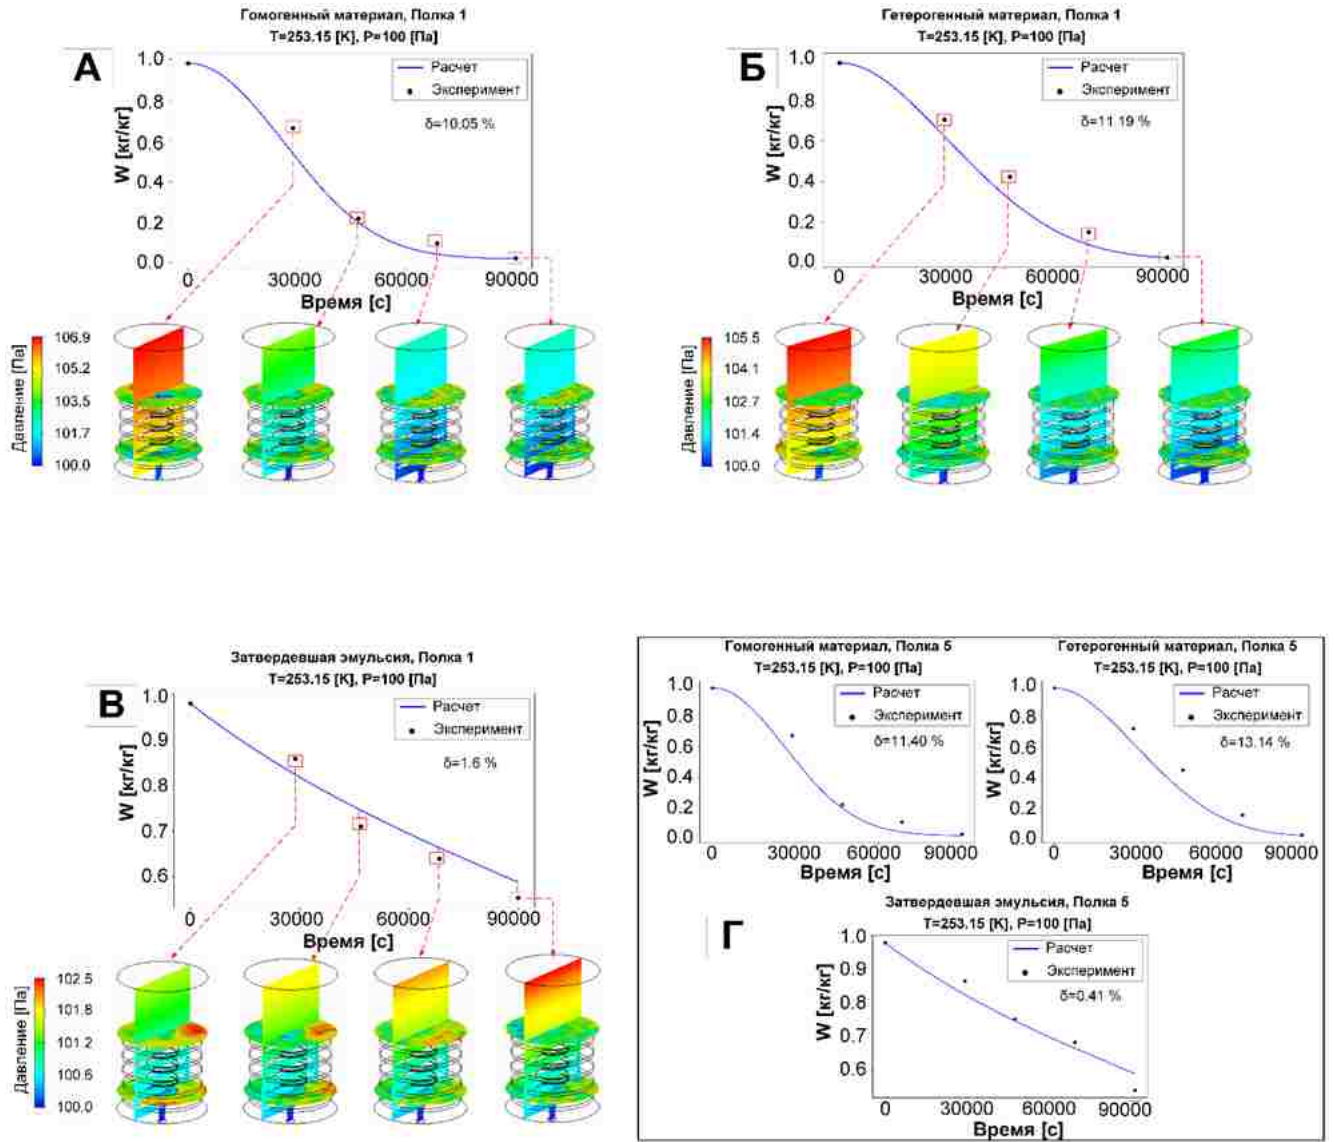 Гомогенный материал, Полка 1
T=253.15 [K], P=100 [Па]
А
1.0
0.8
0.6
0.4
0.2
0.0
W [кг/кг]
Расчет
Эксперимент
δ=10.05 %
0
30000
60000
90000
Время [с]
Давление [Па]
106.9
105.2
103.5
101.7
100.0
Гетерогенный материал, Полка 1
T=253.15 [K], P=100 [Па]
Б
1.0
0.8
0.6
0.4
0.2
0.0
W [кг/кг]
Расчет
Эксперимент
δ=11.19 %
0
30000
60000
90000
Время [с]
Давление [Па]
105.5
104.1
102.7
101.4
100.0
Затвердевшая эмульсия, Полка 1
T=253.15 [K], P=100 [Па]
В
1.0
0.9
0.8
0.7
0.6
W [кг/кг]
Расчет
Эксперимент
δ=1.6 %
0
30000
60000
90000
Время [с]
Давление [Па]
102.5
101.8
101.2
100.6
100.0
Гомогенный материал, Полка 5
T=253.15 [K], P=100 [Па]
1.0
0.8
0.6
0.4
0.2
0.0
W [кг/кг]
Расчет
Эксперимент
δ=11.40 %
0
30000
60000
90000
Время [с]
Гетерогенный материал, Полка 5
T=253.15 [K], P=100 [Па]
1.0
0.8
0.6
0.4
0.2
0.0
W [кг/кг]
Расчет
Эксперимент
δ=13.14 %
0
30000
60000
90000
Время [с]
Г
Затвердевшая эмульсия, Полка 5
T=253.15 [K], P=100 [Па]
1.0
0.9
0.8
0.7
0.6
W [кг/кг]
Расчет
Эксперимент
δ=0.41 %
0
30000
60000
90000
Время [с]